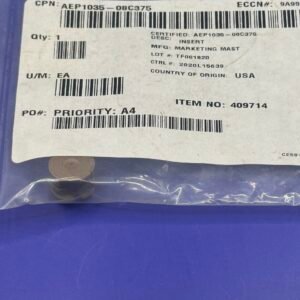 CPN: AEP1035-08C375 ECCN#: 9A99
Qty: 1
CERTIFIED: AEP1035-08C375
DESC: INSERT
MFG: MARKETING MAST
LOT #: TF061820
CTRL #: 2020L15639
U/M: EA
COUNTRY OF ORIGIN: USA
PO#: PRIORITY: A4
ITEM NO: 409714